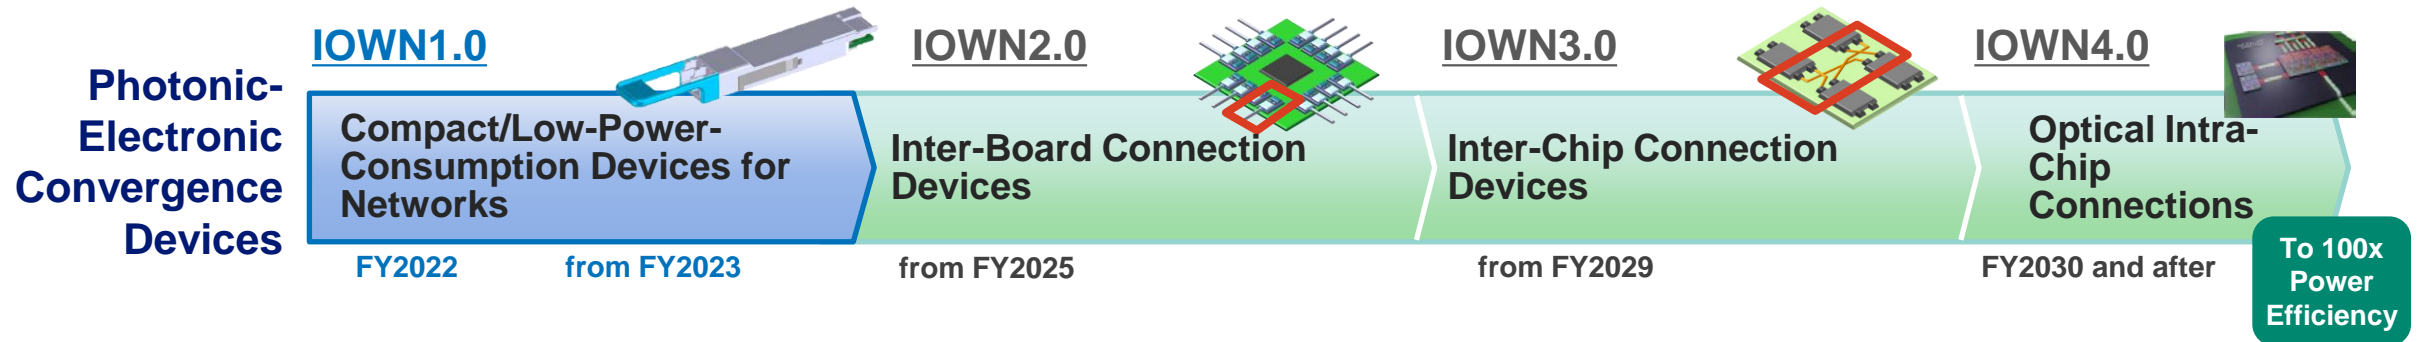 Photonic-
Electronic
Convergence
Devices
IOWN1.0
Compact/Low-Power-
Consumption Devices for
Networks
FY2022
from FY2023
IOWN2.0
Inter-Board Connection
Devices
from FY2025
IOWN3.0
Inter-Chip Connection
Devices
from FY2029
IOWN4.0
Optical Intra-
Chip
Connections
FY2030 and after
To 100x
Power
Efficiency